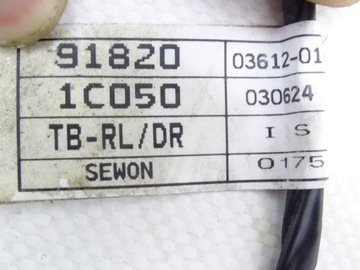 91820 03612-01
1C050 030624
TB-RL/DR I S
SEWON 0175